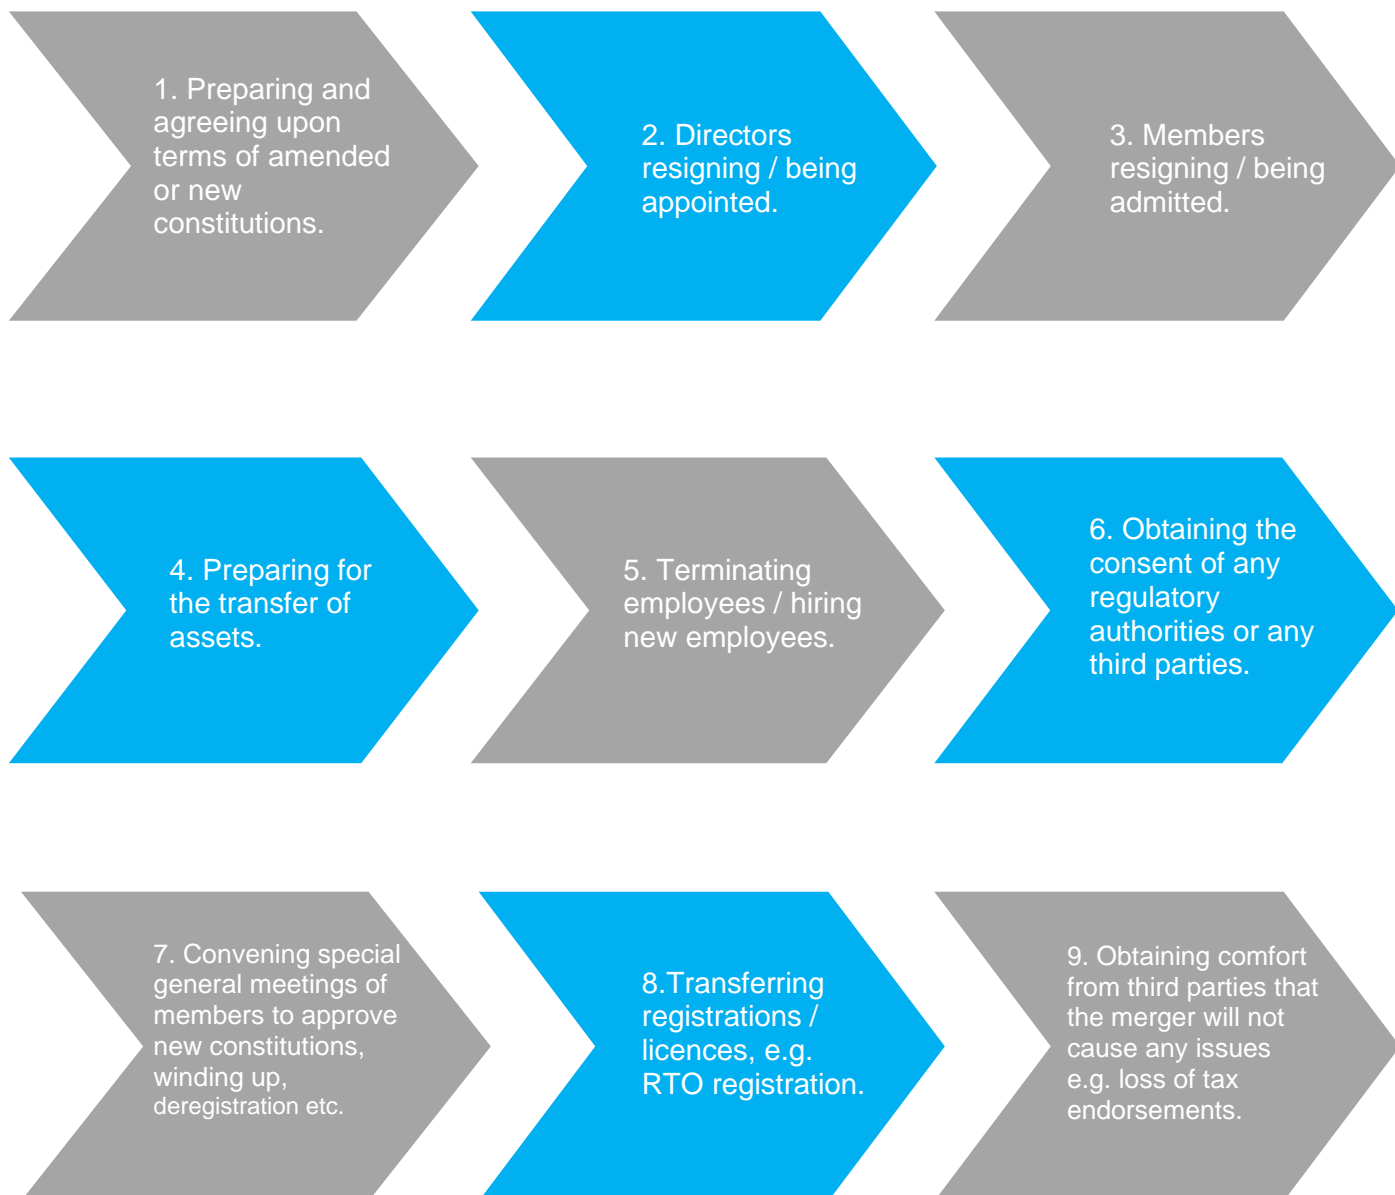 1. Preparing and
agreeing upon
terms of amended
or new
constitutions.
2. Directors
resigning / being
appointed.
3. Members
resigning / being
admitted.
4. Preparing for
the transfer of
assets.
5. Terminating
employees / hiring
new employees.
6. Obtaining the
consent of any
regulatory
authorities or any
third parties.
7. Convening special
general meetings of
members to approve
new constitutions,
winding up,
deregistration etc.
8.Transferring
registrations /
licences, e.g.
RTO registration.
9. Obtaining comfort
from third parties that
the merger will not
cause any issues
e.g. loss of tax
endorsements.